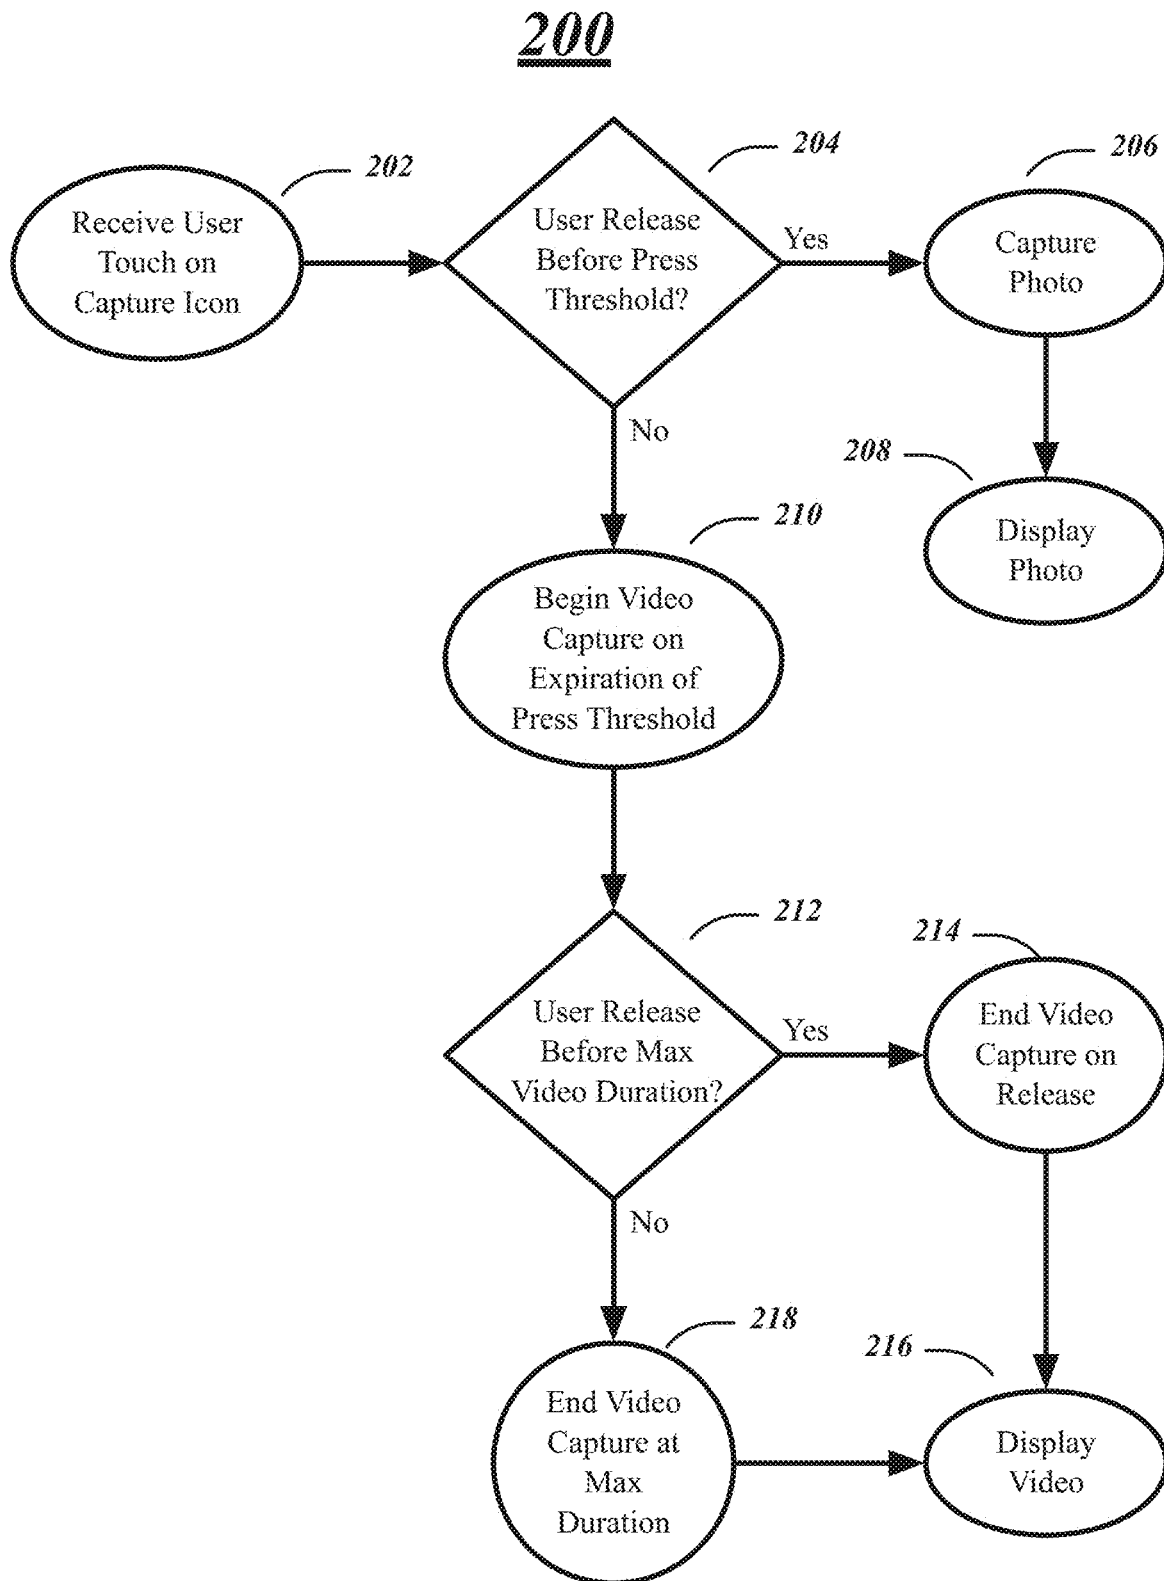 200
202
Receive User
Touch on
Capture Icon
204
User Release
Before Press
Threshold?
Yes
206
Capture
Photo
No
208
Display
Photo
210
Begin Video
Capture on
Expiration of
Press Threshold
212
User Release
Before Max
Video Duration?
Yes
214
End Video
Capture on
Release
No
218
End Video
Capture at
Max
Duration
216
Display
Video